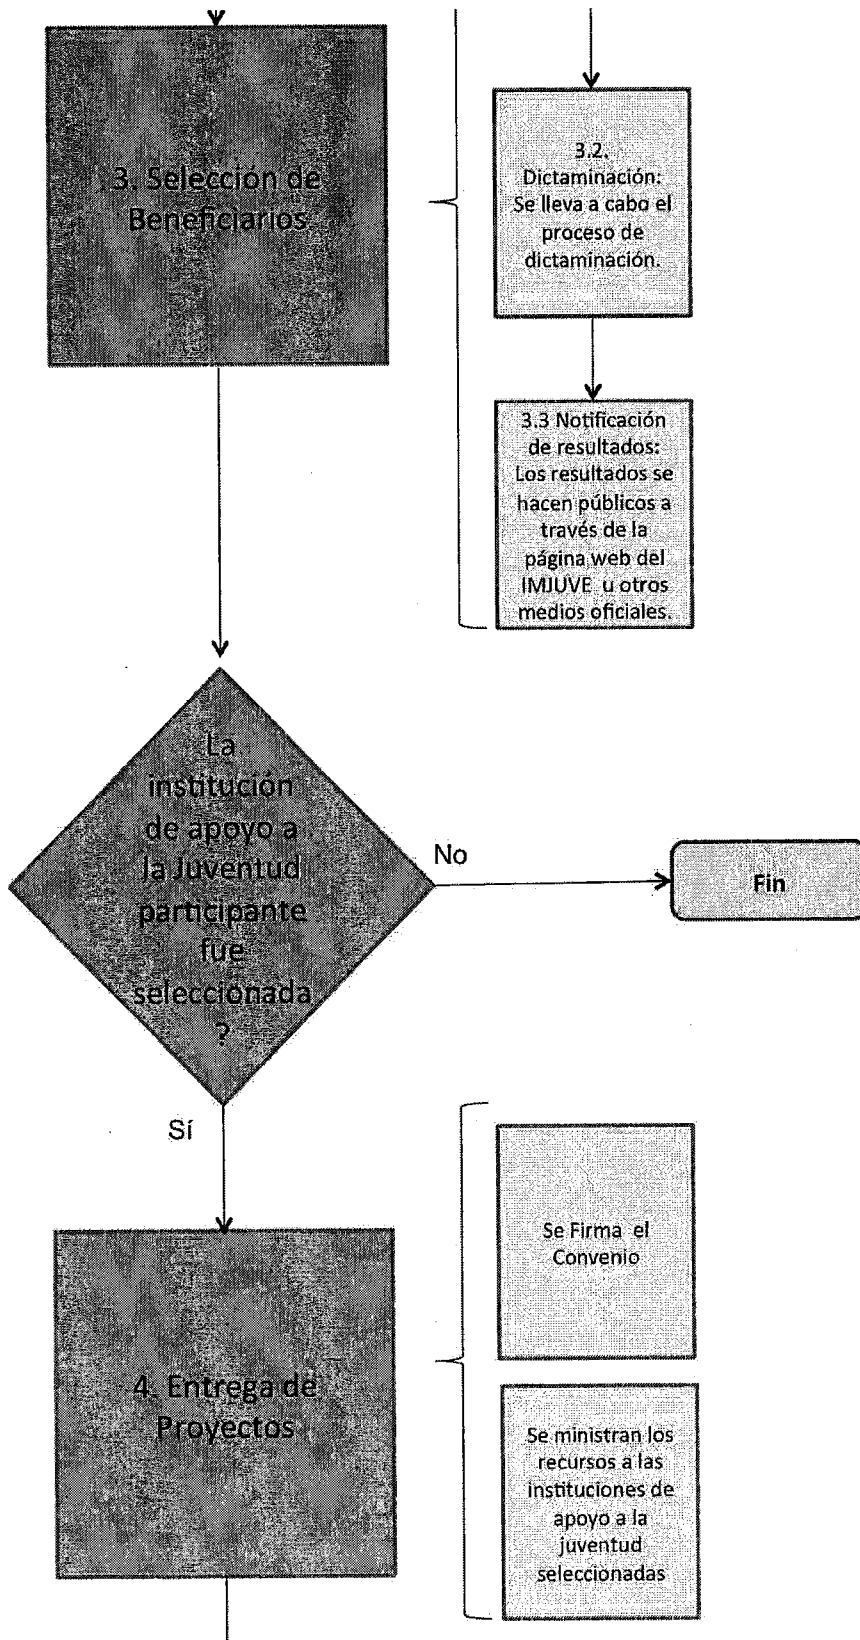 3. Selección de
Beneficiarios
3.2.
Dictaminación:
Se lleva a cabo el
proceso de
dictaminación.
3.3 Notificación
de resultados:
Los resultados se
hacen públicos a
través de la
página web del
IMJUVE u otros
medios oficiales.
La
institución
de apoyo a
la Juventud
participante
fue
seleccionada
?
No
Fin
Sí
4. Entrega de
Proyectos
Se Firma el
Convenio
Se ministran los
recursos a las
instituciones de
apoyo a la
juventud
seleccionadas